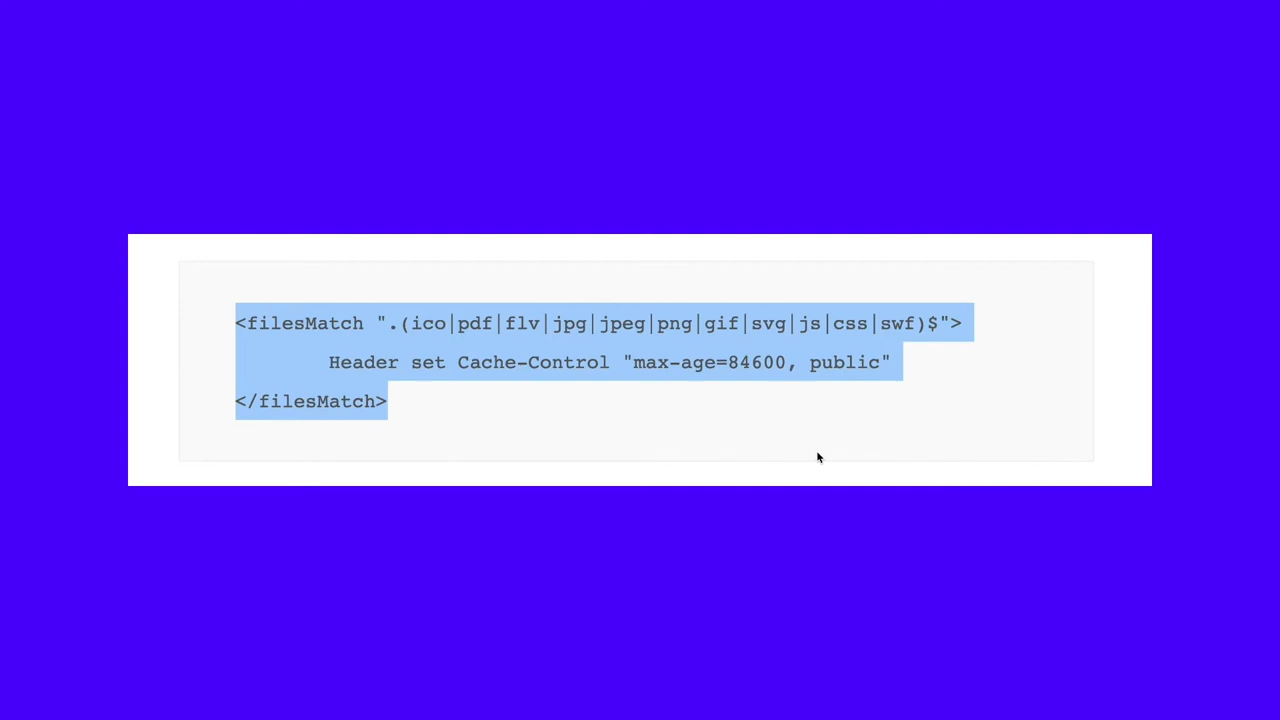 <filesMatch ".(ico|pdf|flv|jpg|jpeg|png|gif|svg|js|css|swf)$">
Header set Cache-Control "max-age=84600, public"
</filesMatch>